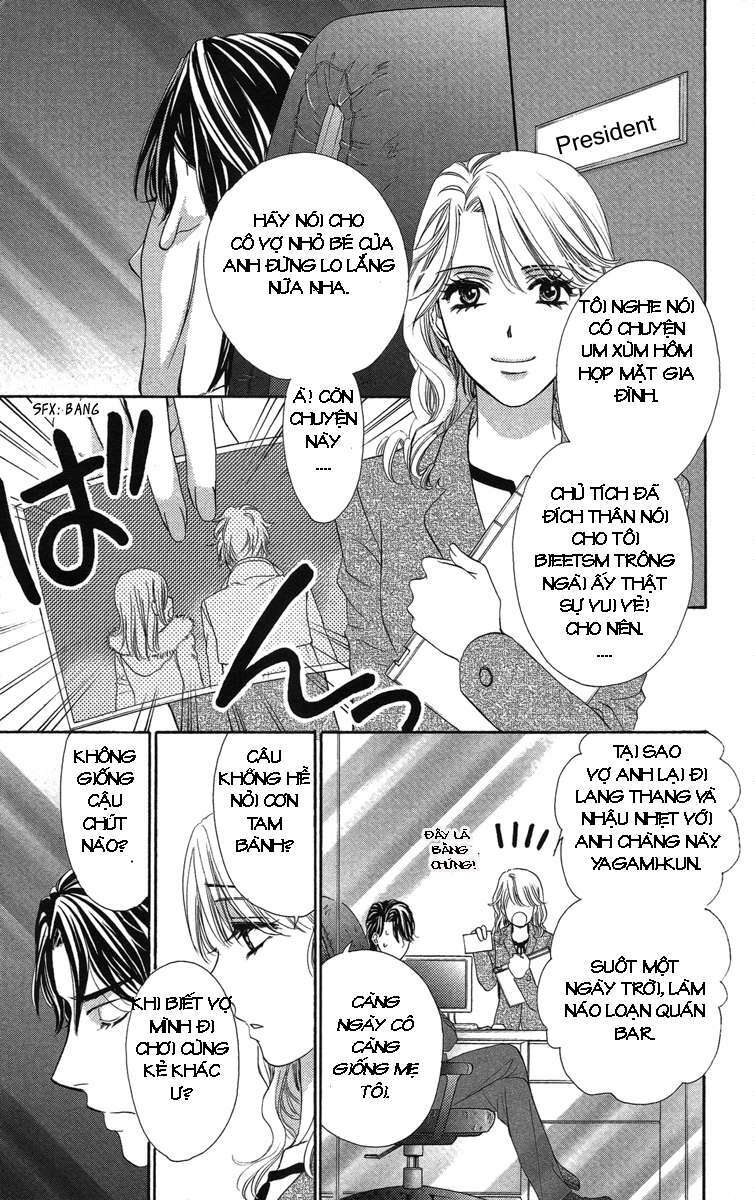 President
TÔI NGHE NÓI
CÓ CHUYỆN
UM XÙM HÔM
HỌP MẶT GIA
ĐÌNH.
CHỦ TỊCH ĐÃ
ĐÍCH THÂN NÓI
CHO TÔI
BIEETSM TRÔNG
NGÀI ẤY THẬT
SỰ VUI VẺ!
CHO NÊN.
....
HÃY NÓI CHO
CÔ VỢ NHỎ BÉ CỦA
ANH ĐỪNG LO LẮNG
NỮA NHA.
À! CÒN
CHUYỆN
NÀY
....
SFX: BANG
ばんっ
TẠI SAO
VỢ ANH LẠI ĐI
LANG THANG VÀ
NHẬU NHẸT VỚI
ANH CHÀNG NÀY.
YAGAMI-KUN.
SUÔT MỘT
NGÀY TRỜI, LÀM
NÁO LOẠN QUÁN
BAR.
ĐÂY LÀ
BẰNG
CHỨNG!
CÀNG
NGÀY CÔ
CÀNG
GIỐNG MẸ
TÔI.
CÂU
KHÔNG HỀ
NỎI CƠN
TAM
BÀNH?
KHI BIẾT VỢ
MÌNH ĐI
CHƠI CÙNG
KẺ KHÁC
Ư?
KHÔNG
GIỐNG
CẬU
CHÚT
NÀO?